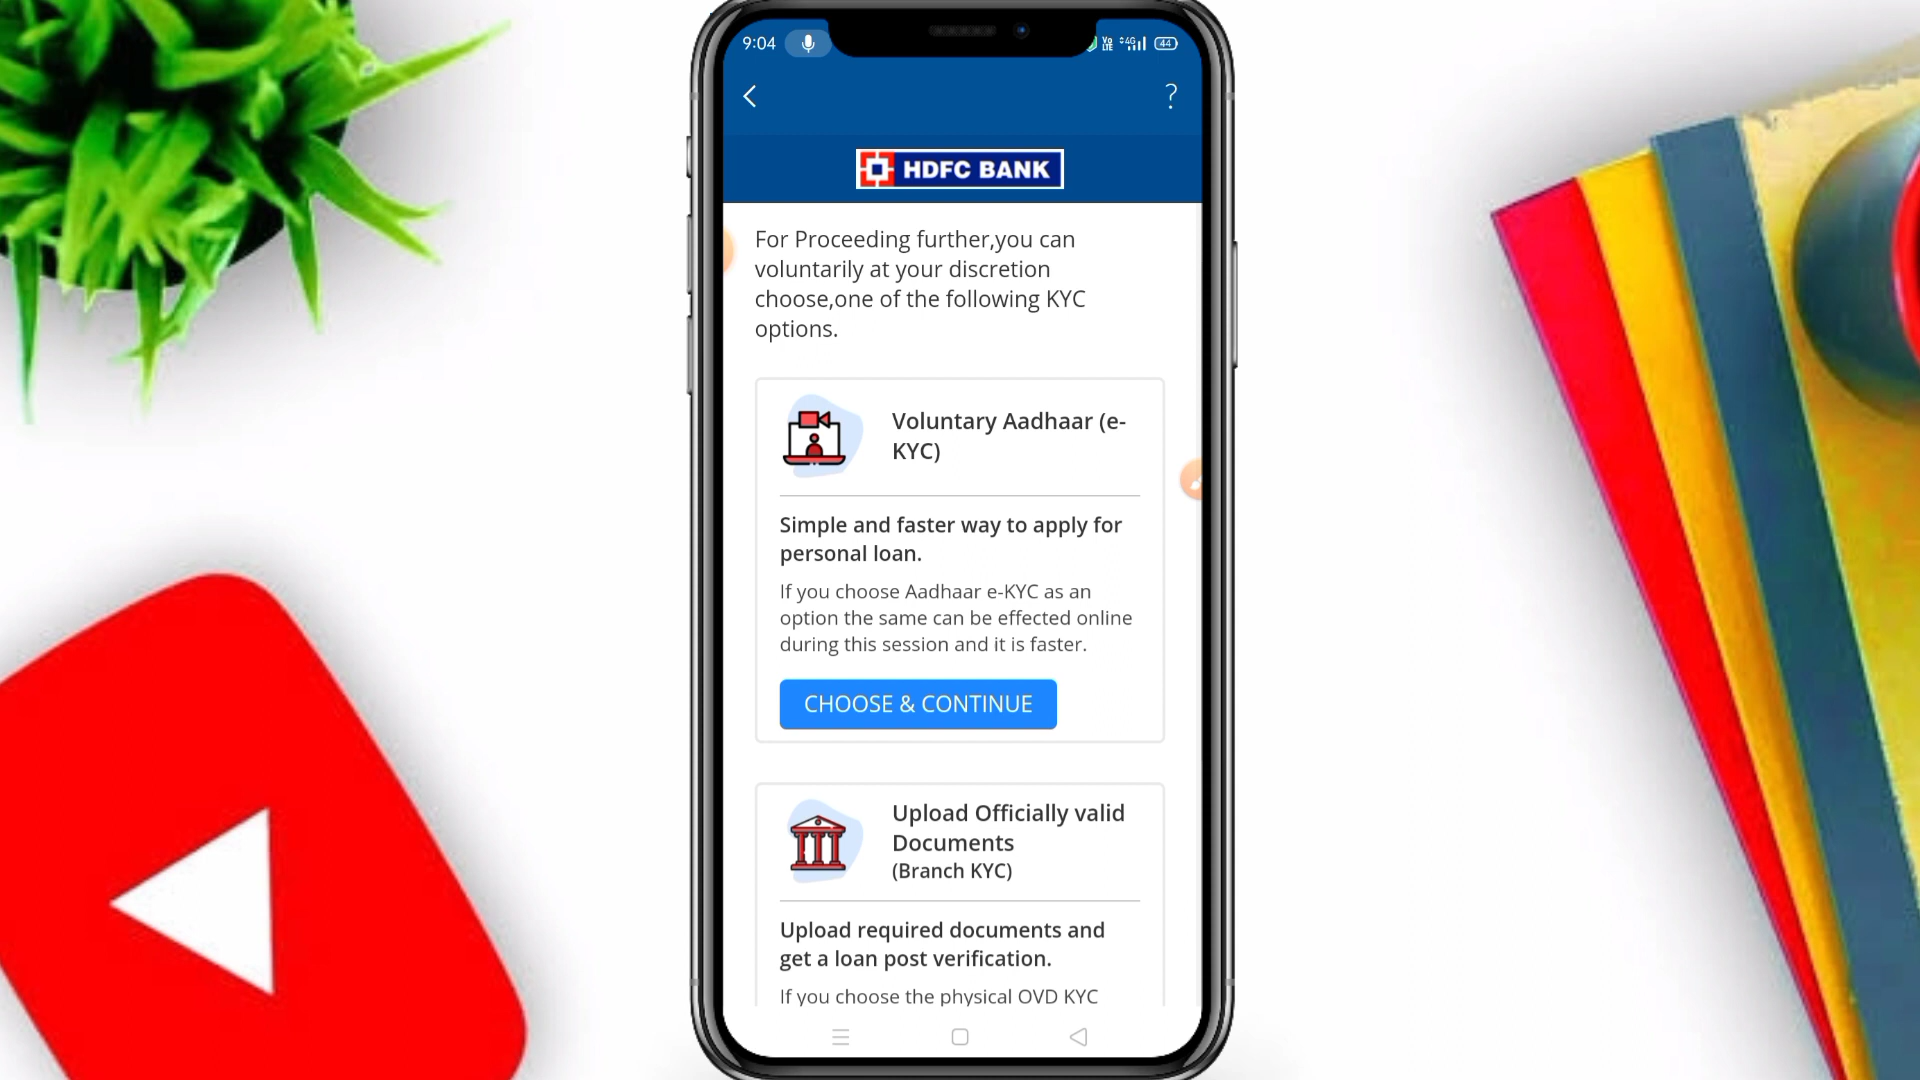 9:04
Vo
LTE
4G
44
?
HDFC BANK
For Proceeding further,you can
voluntarily at your discretion
choose,one of the following KYC
options.
Voluntary Aadhaar (e-
KYC)
Simple and faster way to apply for
personal loan.
If you choose Aadhaar e-KYC as an
option the same can be effected online
during this session and it is faster.
CHOOSE & CONTINUE
Upload Officially valid
Documents
(Branch KYC)
Upload required documents and
get a loan post verification.
If you choose the physical OVD KYC